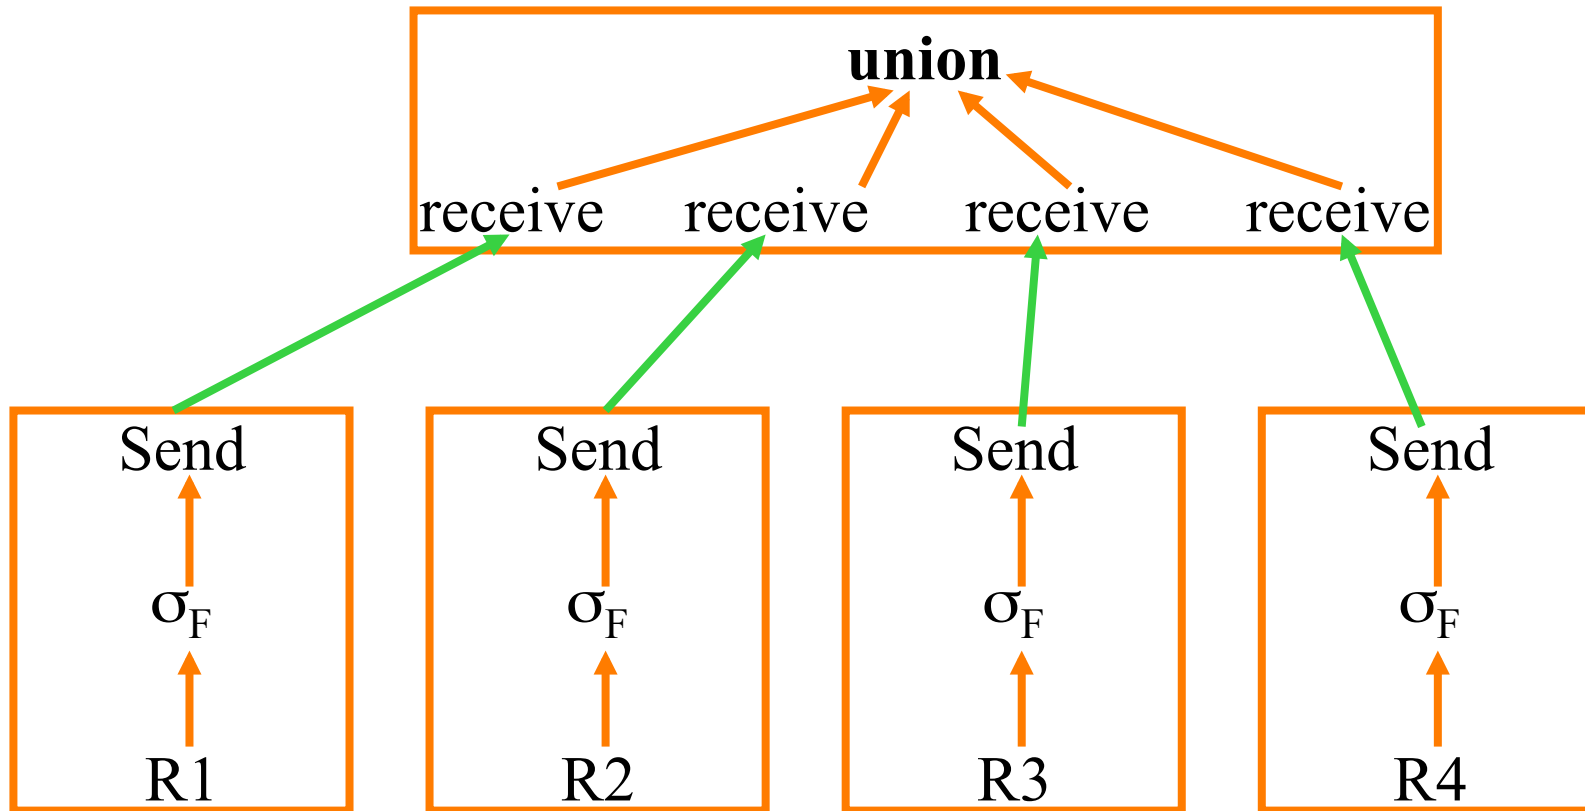 union
receive receive receive receive
Send Send Send Send
σF σF σF σF
R1 R2 R3 R4